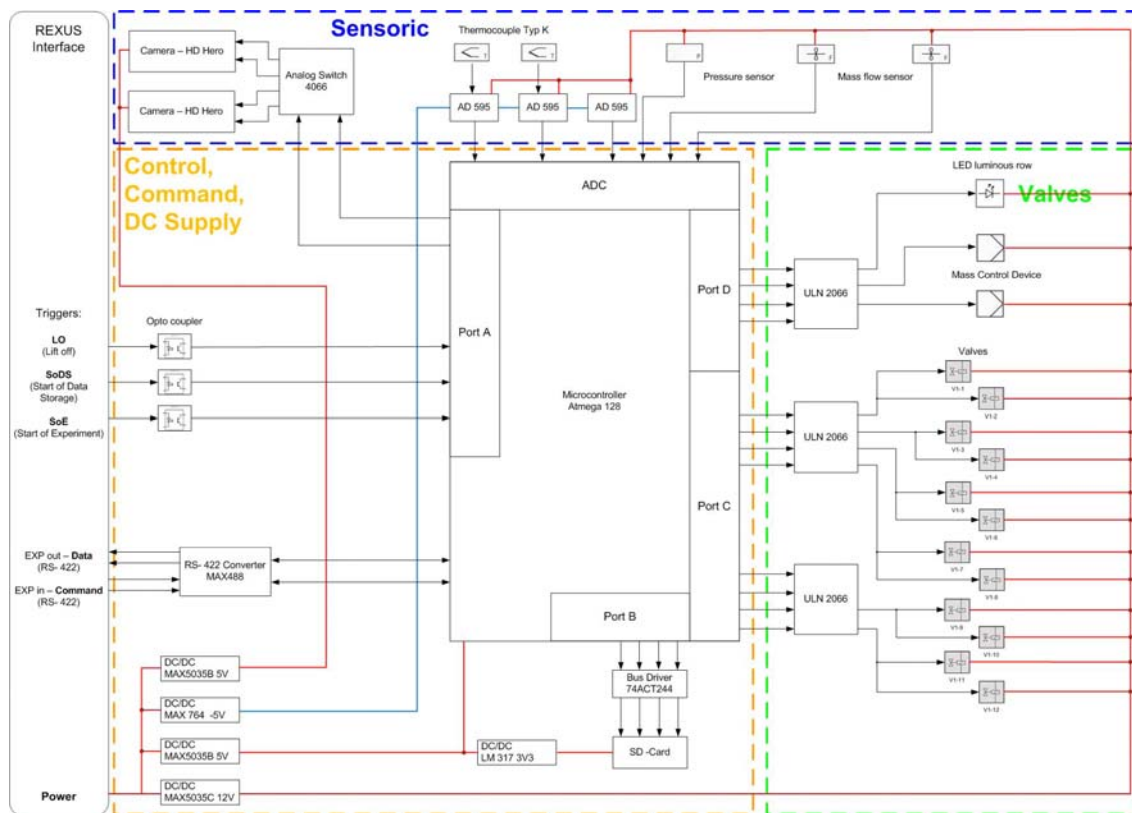 REXUS
Interface
Sensoric
Camera – HD Hero
Camera – HD Hero
Analog Switch
4066
Thermocouple Typ K
T
T
AD 595
AD 595
AD 595
P
Pressure sensor
F
Mass flow sensor
F
Control,
Command,
DC Supply
ADC
Port A
Port D
Port C
Port B
Microcontroller
Atmega 128
Triggers:
LO
(Lift off)
SoDS
(Start of Data
Storage)
SoE
(Start of Experiment)
Opto coupler
EXP out – Data
(RS- 422)
EXP in – Command
(RS- 422)
RS- 422 Converter
MAX488
DC/DC
MAX5035B 5V
DC/DC
MAX 764 -5V
DC/DC
MAX5035B 5V
DC/DC
MAX5035C 12V
Power
DC/DC
LM 317 3V3
Bus Driver
74ACT244
SD -Card
Valves
LED luminous row
Mass Control Device
ULN 2066
ULN 2066
ULN 2066
Valves
V1-1
V1-2
V1-3
V1-4
V1-5
V1-6
V1-7
V1-8
V1-9
V1-10
V1-11
V1-12